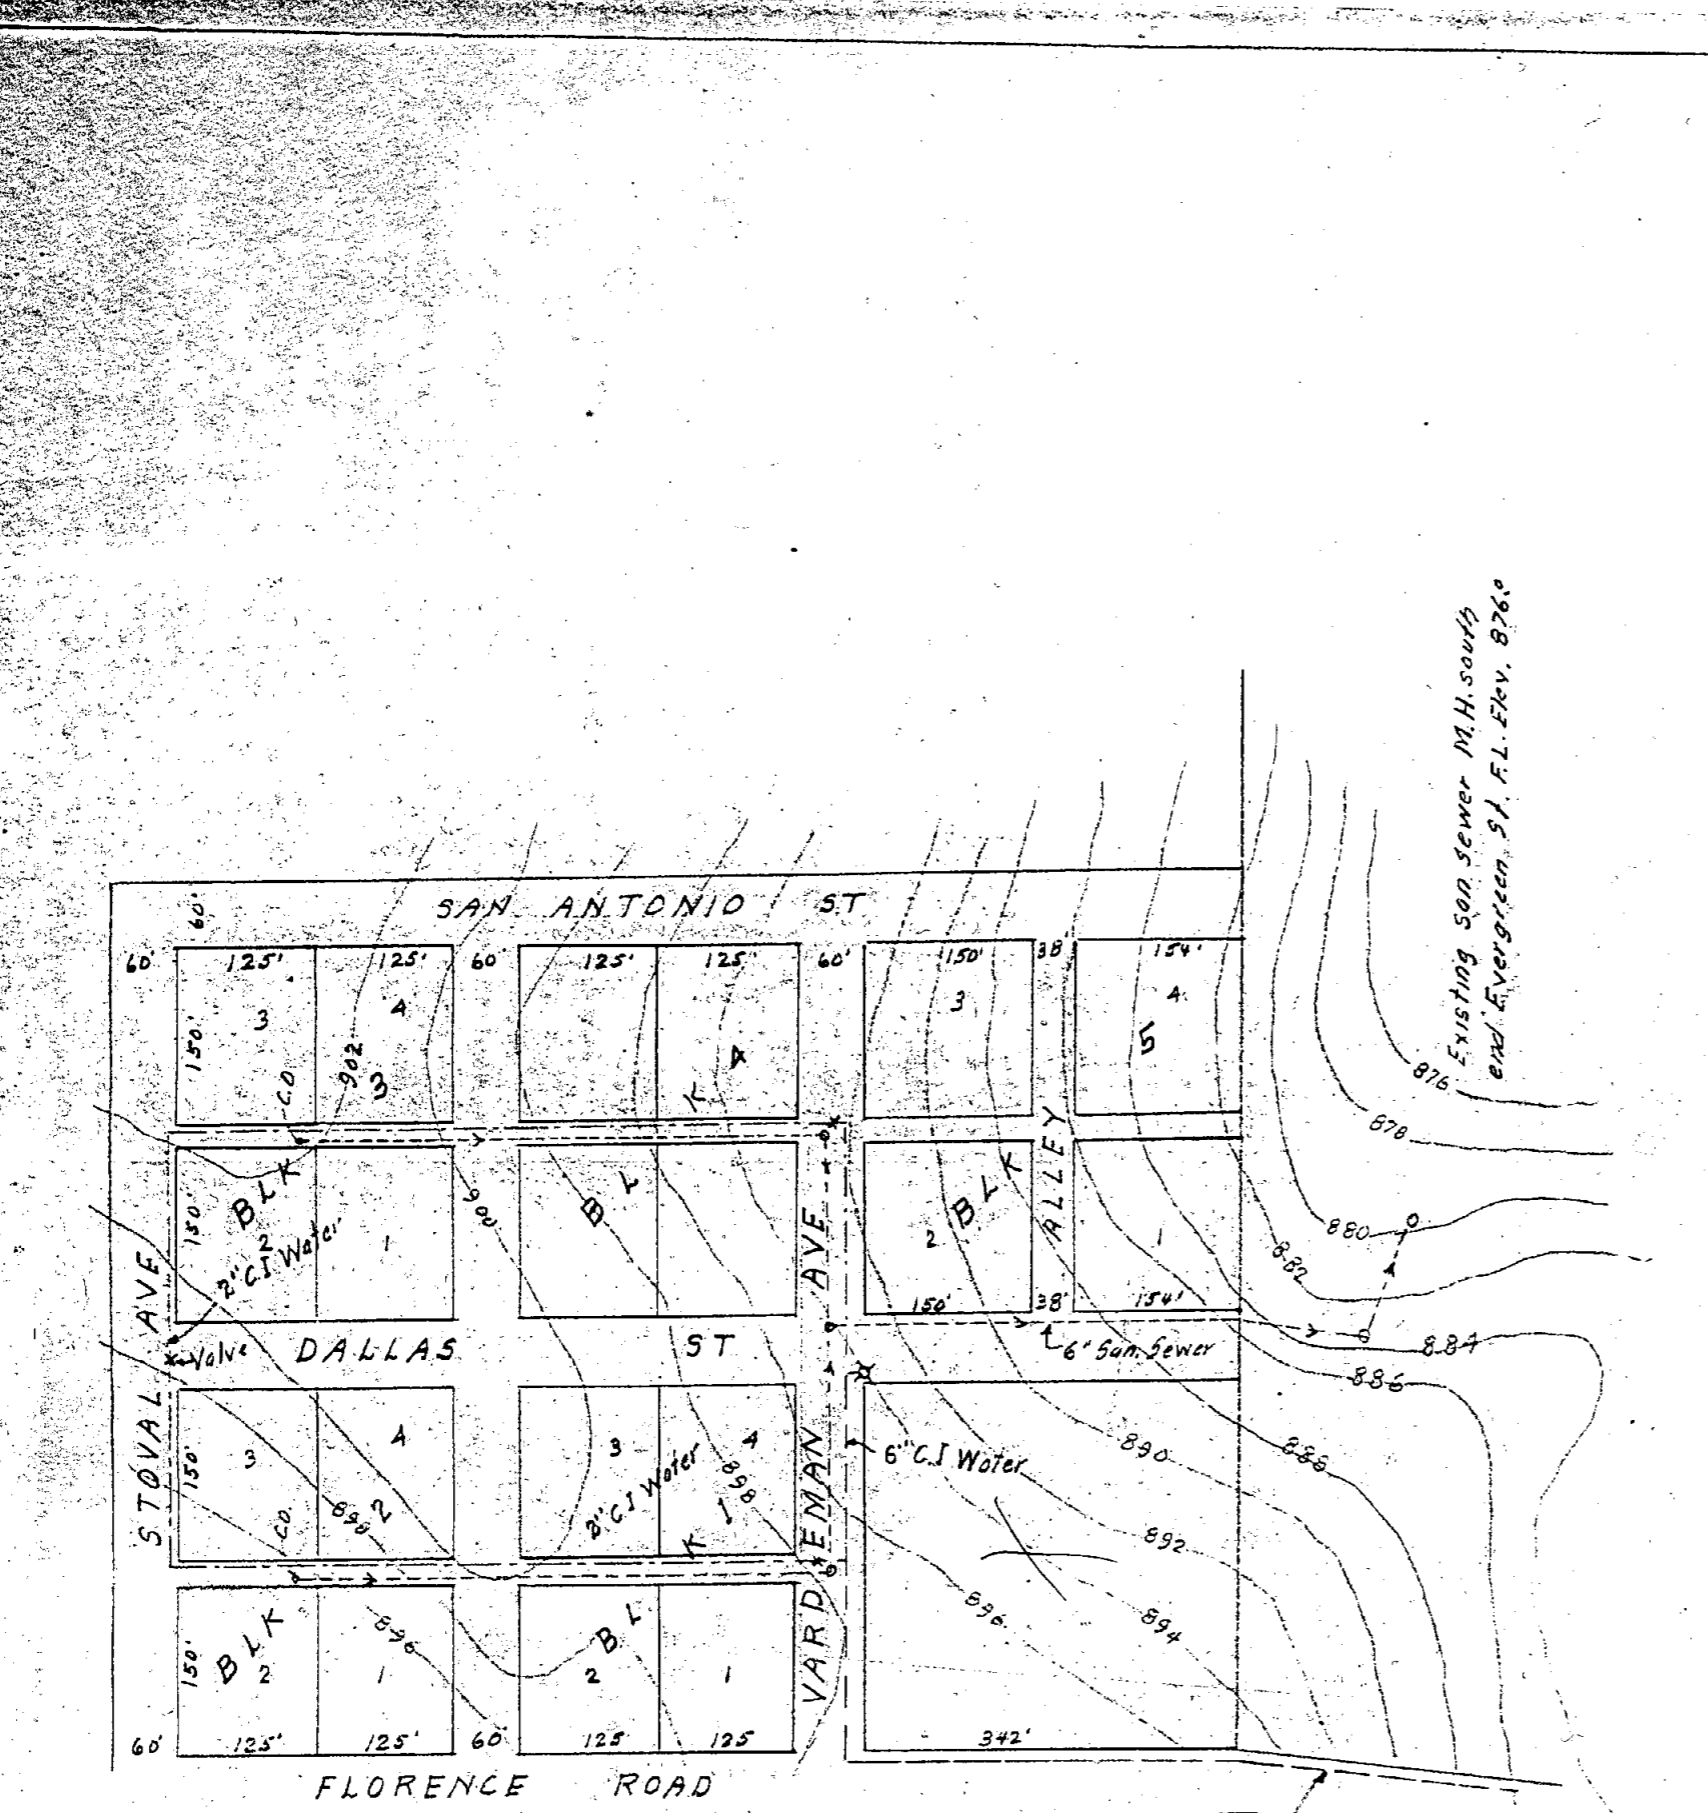 Existing san sewer M.H. south
end Evergreen St. F.L. Elev. 876.0
SAN ANTONIO ST
60'
60' 125' 125' 60' 125' 125' 60' 150' 38' 154'
150' 3 4 3 4
C.O. 902 3 4 5
K
876
878
ALLEY
BLK
2
1
150'
2" C.I Water
900
B L
BLK
2
1
880
882
150' 38' 154'
STOVAL AVE
Valve
DALLAS ST
VARDEMAN AVE
6" San. Sewer
884
886
150' 3 4 3 4
C.O. 898 2
2" C.I Water
898
K 1
6" C.I Water
890
888
892
894
896
BLK
2
1
150'
896
B L
2
1
60' 125' 125' 60' 125 125 342'
FLORENCE ROAD